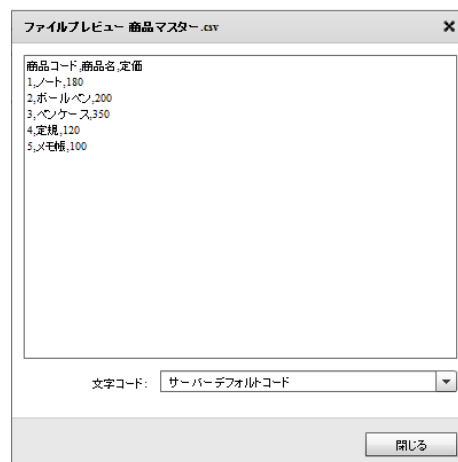 ファイルプレビュー 商品マスター.csv
商品コード,商品名,定価
1,ノート,180
2,ボールペン,200
3,ペンケース,350
4,定規,120
5,メモ帳,100
文字コード: サーバーデフォルトコード
閉じる